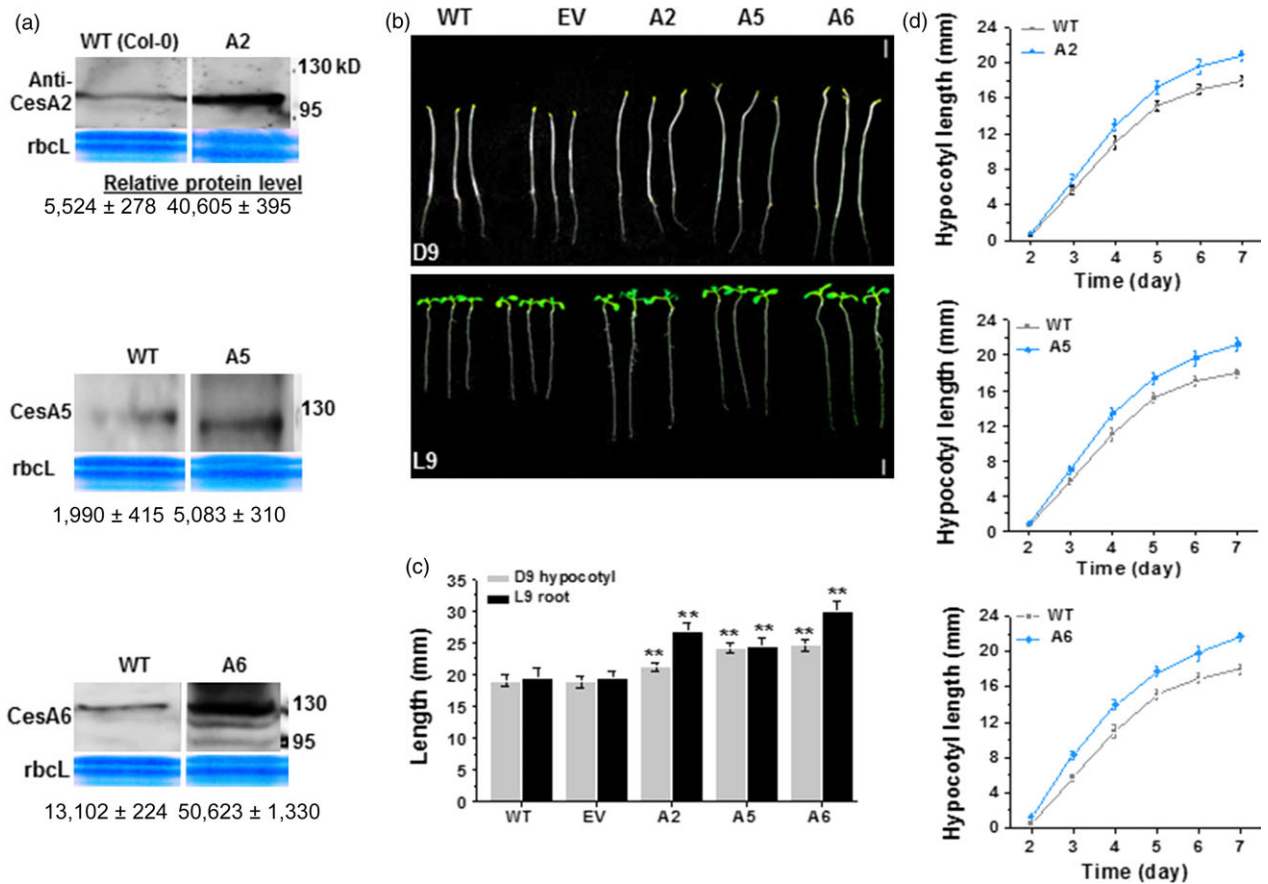 (a)
WT (Col-0) A2
Anti-CesA2
130 kD
95
rbcL
Relative protein level
5,524 ± 278 40,605 ± 395
WT A5
CesA5
130
rbcL
1,990 ± 415 5,083 ± 310
WT A6
CesA6
130
95
rbcL
13,102 ± 224 50,623 ± 1,330
(b)
WT EV A2 A5 A6
D9
L9
(c)
D9 hypocotyl
L9 root
Length (mm)
35
30
25
20
15
10
5
0
** ** ** ** ** **
WT EV A2 A5 A6
(d)
WT
A2
Hypocotyl length (mm)
24
20
16
12
8
4
0
2 3 4 5 6 7
Time (day)
WT
A5
Hypocotyl length (mm)
24
20
16
12
8
4
0
2 3 4 5 6 7
Time (day)
WT
A6
Hypocotyl length (mm)
24
20
16
12
8
4
0
2 3 4 5 6 7
Time (day)